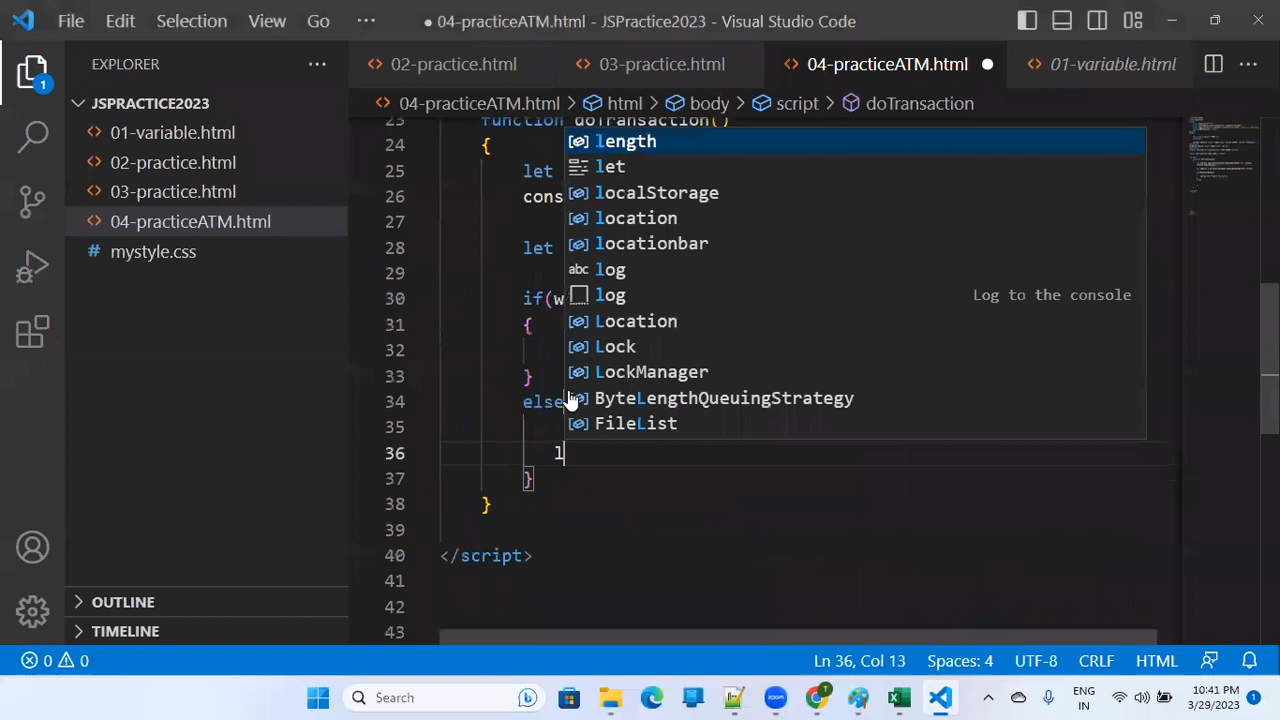 File Edit Selection View Go ··· ● 04-practiceATM.html - JSPractice2023 - Visual Studio Code
EXPLORER ···
02-practice.html 03-practice.html 04-practiceATM.html ● 01-variable.html ···
JSPRACTICE2023
01-variable.html
02-practice.html
03-practice.html
04-practiceATM.html
mystyle.css
OUTLINE
TIMELINE
1
04-practiceATM.html > html > body > script > doTransaction
23 function doTransaction()
24 {
25 let
26 cons
27
28 let
29
30 if(w
31 {
32
33 }
34 else
35
36 l
37 }
38 }
39
40 </script>
41
42
43
length
let
localStorage
location
locationbar
abc log
log Log to the console
Location
Lock
LockManager
ByteLengthQueuingStrategy
FileList
0 0 Ln 36, Col 13 Spaces: 4 UTF-8 CRLF HTML
Search ENG IN 10:41 PM 3/29/2023